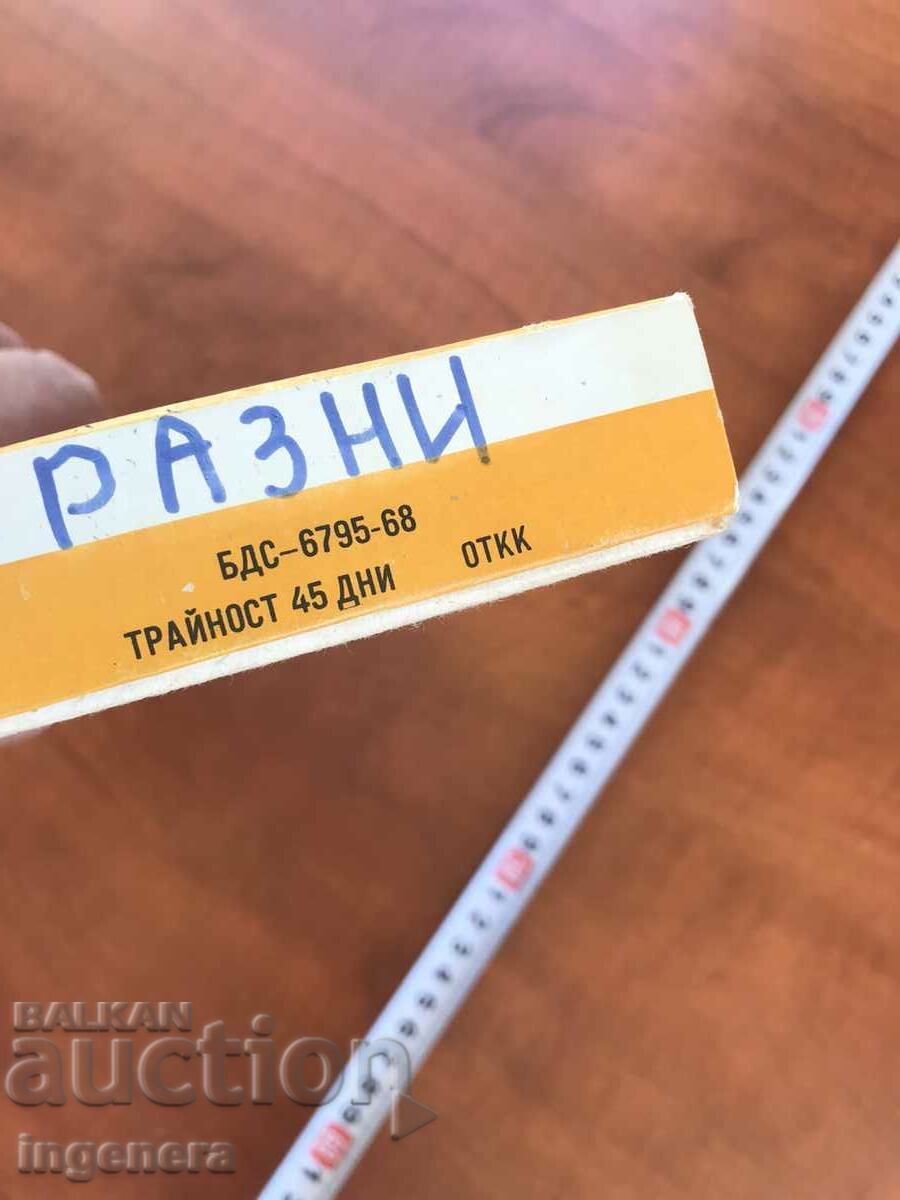 РАЗНИ
БДС-6795-68
ТРАЙНОСТ 45 ДНИ ОТКК
BALKAN
auction
ingenera